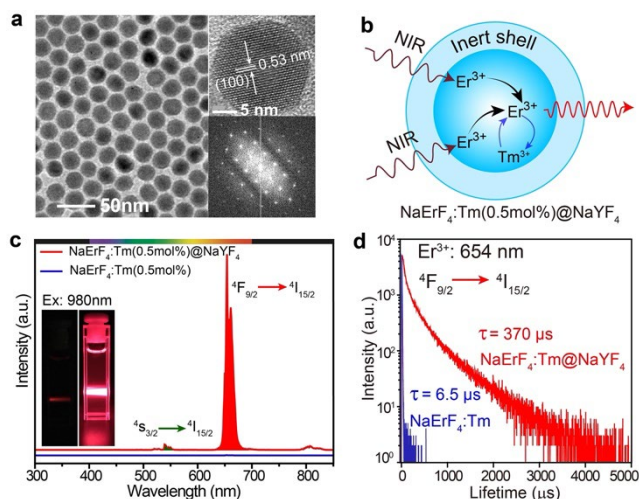 a
0.53 nm
(100)
5 nm
50nm
b
NIR
Inert shell
Er³⁺
Er³⁺
Er³⁺
NIR
Tm³⁺
NaErF₄:Tm(0.5mol%)@NaYF₄
c
NaErF₄:Tm(0.5mol%)@NaYF₄
NaErF₄:Tm(0.5mol%)
⁴F₉/₂ → ⁴I₁₅/₂
Ex: 980nm
⁴s₃/₂ → ⁴I₁₅/₂
Intensity (a.u.)
300 400 500 600 700 800
Wavelength (nm)
d
Er³⁺: 654 nm
⁴F₉/₂ → ⁴I₁₅/₂
τ = 370 μs
NaErF₄:Tm@NaYF₄
τ = 6.5 μs
NaErF₄:Tm
Intensity (a.u.)
10⁴
10³
10²
10¹
10⁰
0 1000 2000 3000 4000 5000
Lifetime (μs)